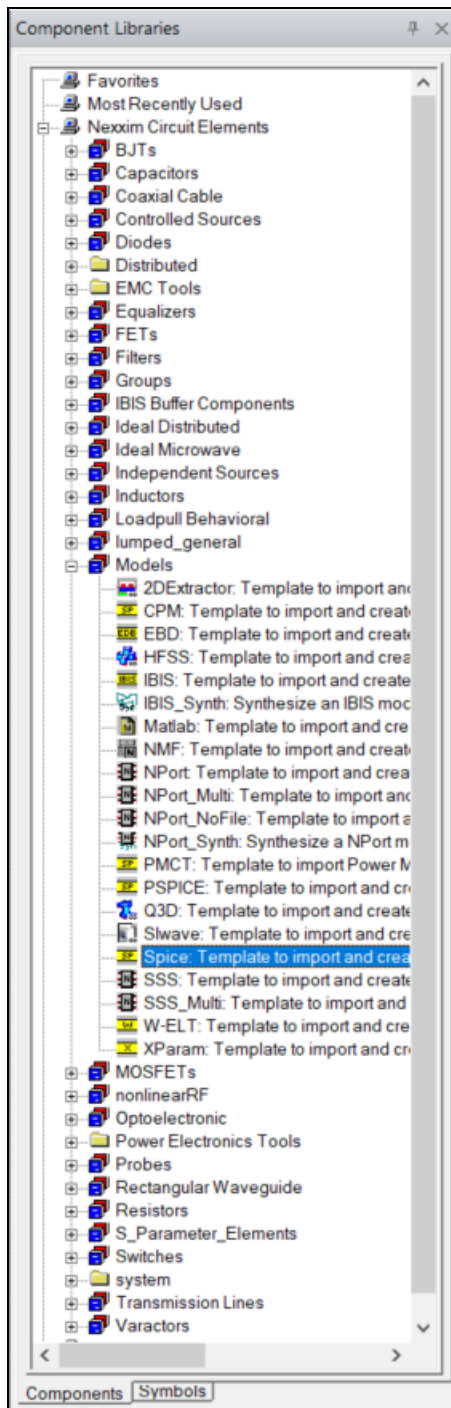 Component Libraries
Favorites
Most Recently Used
Nexxim Circuit Elements
BJTs
Capacitors
Coaxial Cable
Controlled Sources
Diodes
Distributed
EMC Tools
Equalizers
FETs
Filters
Groups
IBIS Buffer Components
Ideal Distributed
Ideal Microwave
Independent Sources
Inductors
Loadpull Behavioral
lumped_general
Models
2DExtractor: Template to import and
CPM: Template to import and create
EBD: Template to import and create
HFSS: Template to import and crea
IBIS: Template to import and create
IBIS_Synth: Synthesize an IBIS mod
Matlab: Template to import and cre
NMF: Template to import and create
NPort: Template to import and crea
NPort_Multi: Template to import and
NPort_NoFile: Template to import a
NPort_Synth: Synthesize a NPort m
PMCT: Template to import Power M
PSPICE: Template to import and cr
Q3D: Template to import and create
SIwave: Template to import and cre
Spice: Template to import and crea
SSS: Template to import and create
SSS_Multi: Template to import and
W-ELT: Template to import and cre
XParam: Template to import and cr
MOSFETs
nonlinearRF
Optoelectronic
Power Electronics Tools
Probes
Rectangular Waveguide
Resistors
S_Parameter_Elements
Switches
system
Transmission Lines
Varactors
Components Symbols